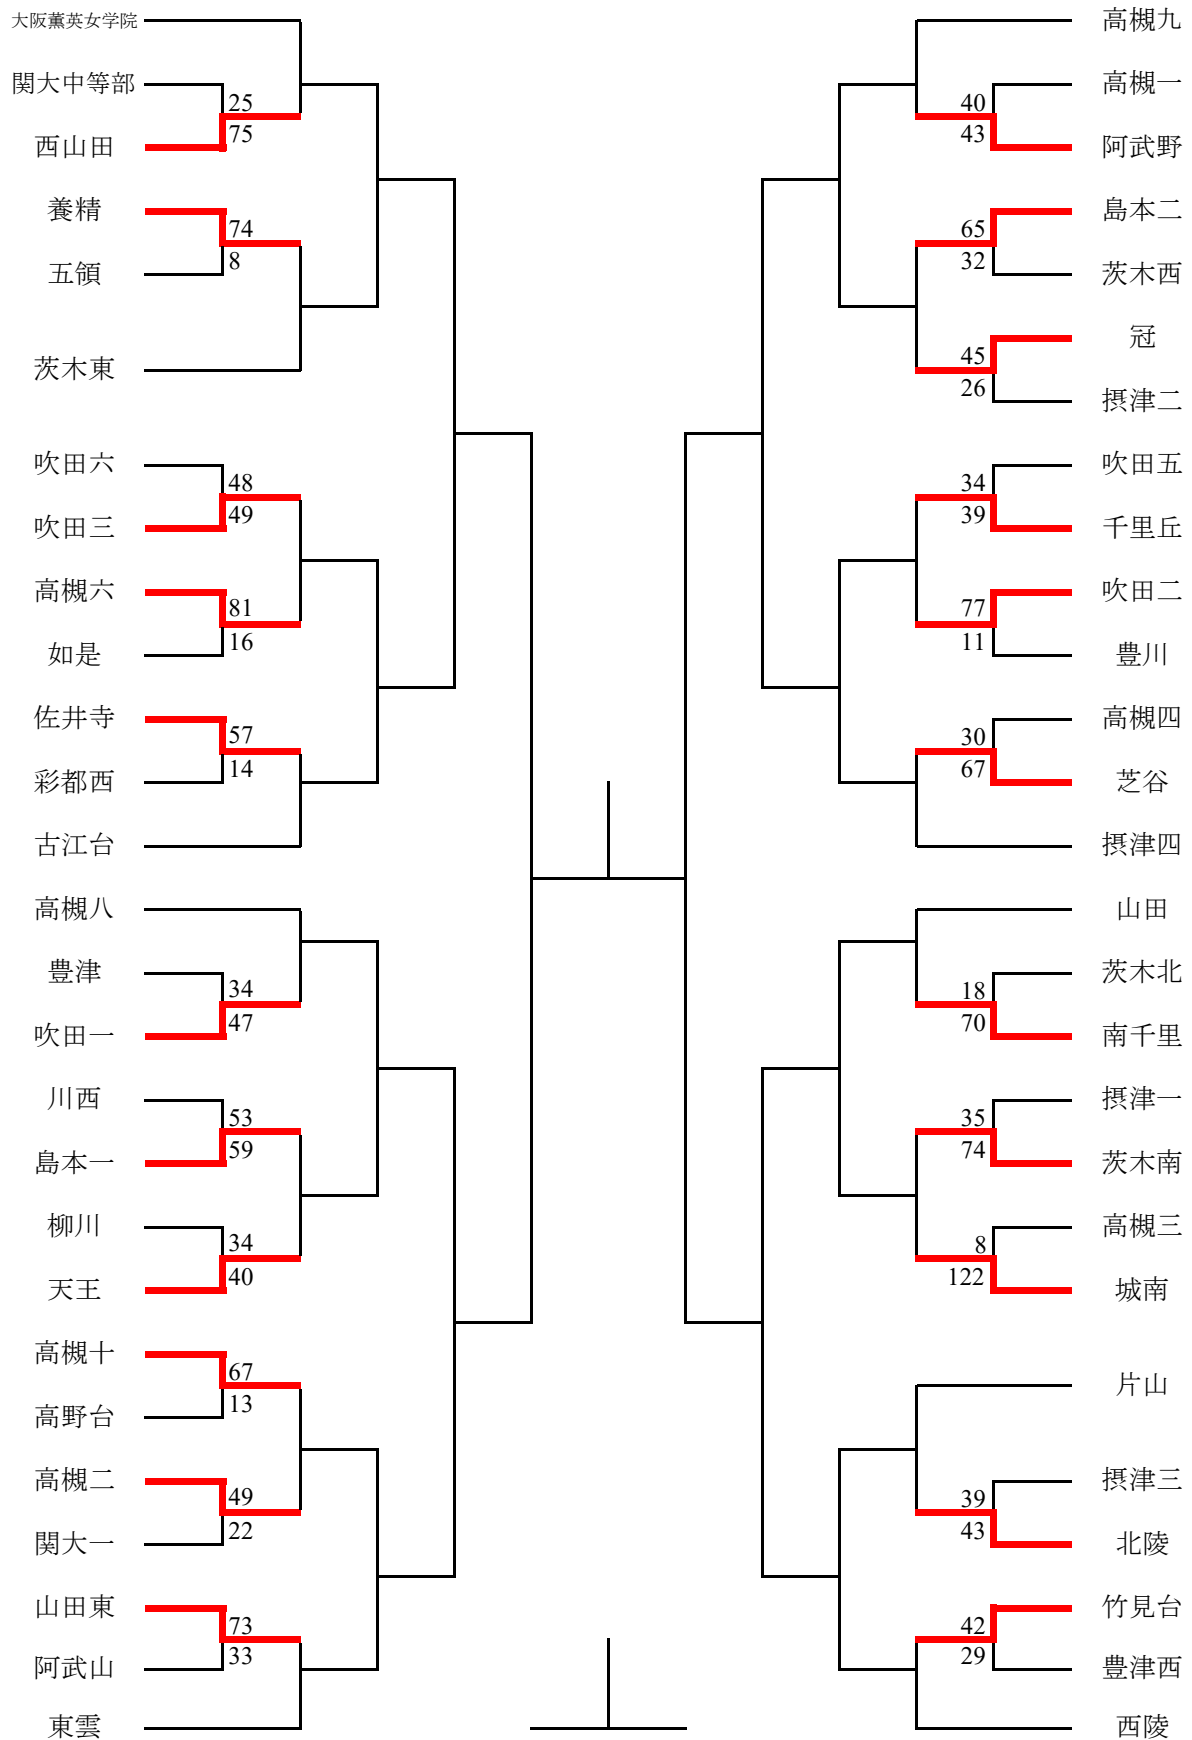 大阪薫英女学院
関大中等部
25
75
西山田
養精
74
8
五領
茨木東
吹田六
48
49
吹田三
高槻六
81
16
如是
佐井寺
57
14
彩都西
古江台
高槻八
豊津
34
47
吹田一
川西
53
59
島本一
柳川
34
40
天王
高槻十
67
13
高野台
高槻二
49
22
関大一
山田東
73
33
阿武山
東雲
高槻九
高槻一
40
43
阿武野
島本二
65
32
茨木西
冠
45
26
摂津二
吹田五
34
39
千里丘
吹田二
77
11
豊川
高槻四
30
67
芝谷
摂津四
山田
茨木北
18
70
南千里
摂津一
35
74
茨木南
高槻三
8
122
城南
片山
摂津三
39
43
北陵
竹見台
42
29
豊津西
西陵